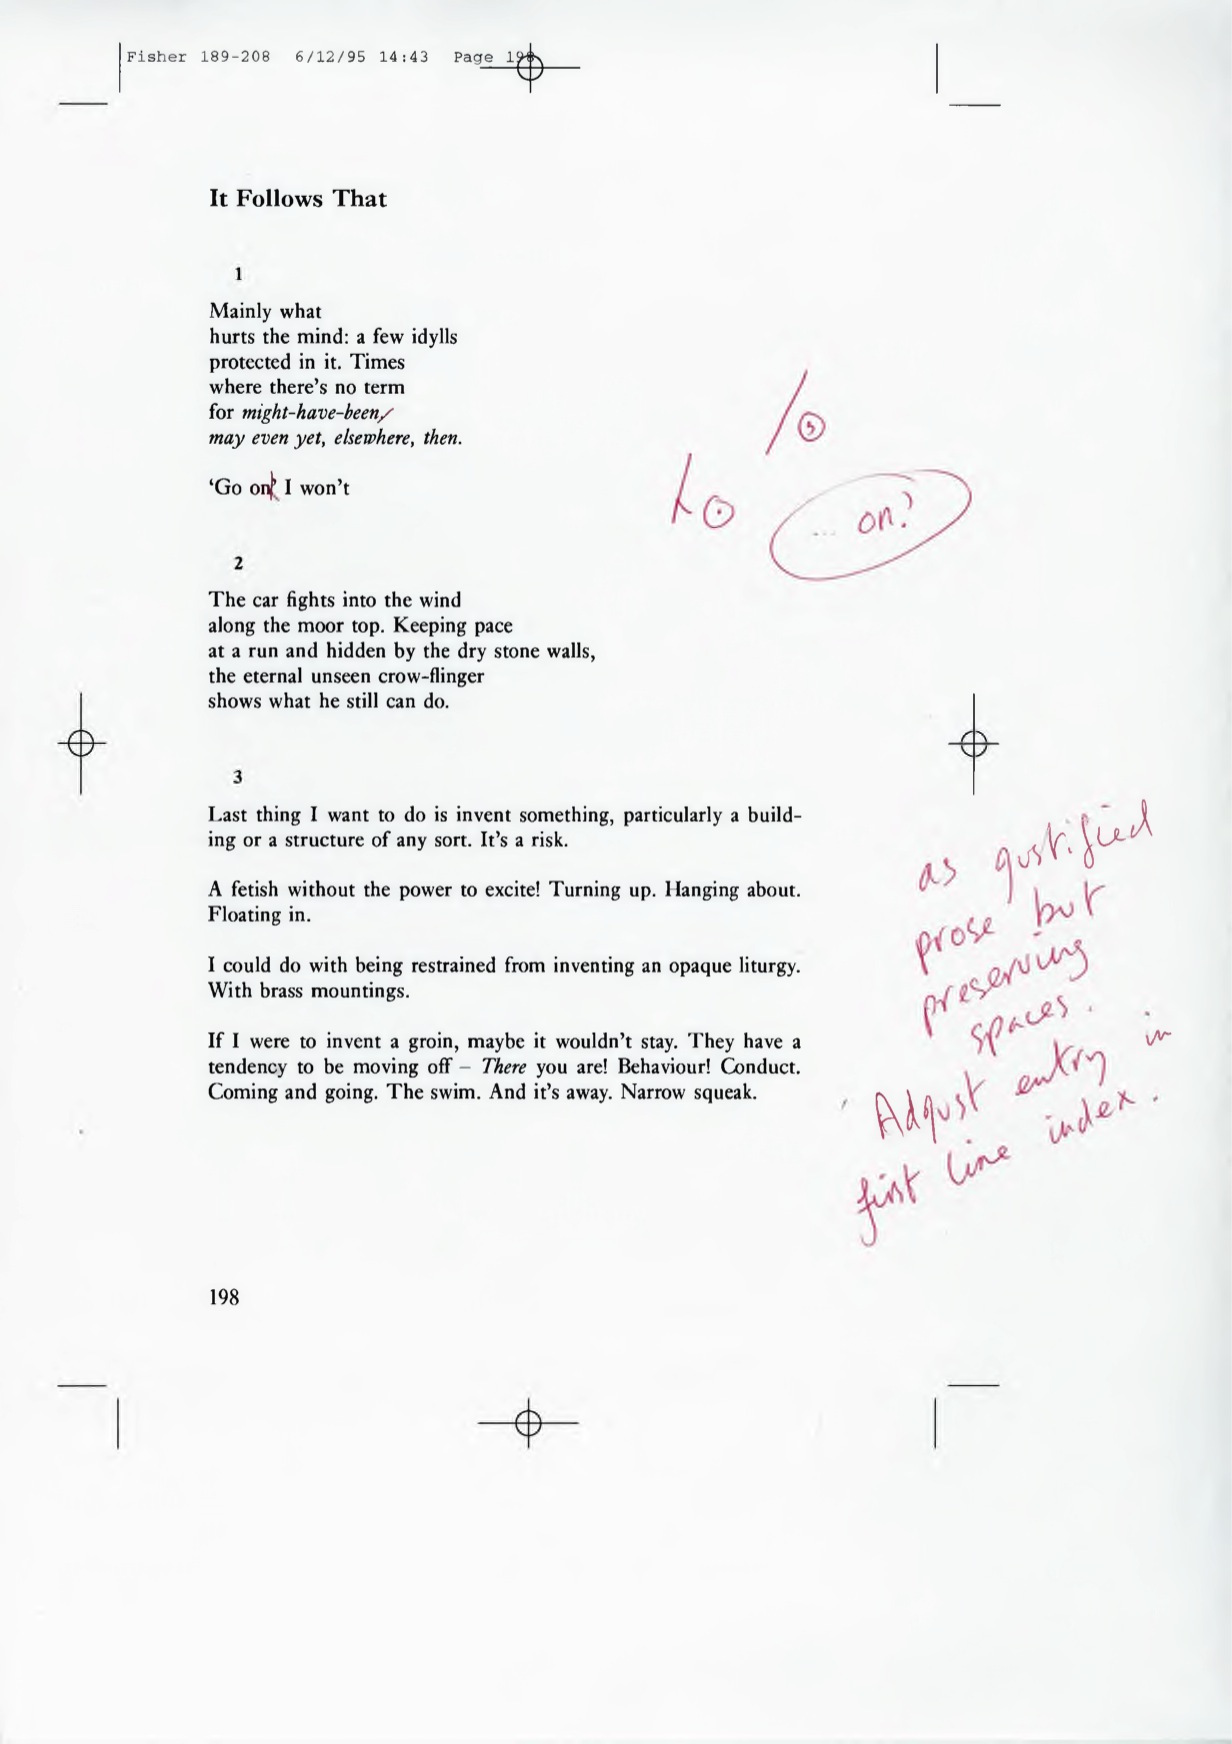 Fisher 189-208 6/12/95 14:43 Page 198
It Follows That
1
Mainly what
hurts the mind: a few idylls
protected in it. Times
where there's no term
for might-have-been,
may even yet, elsewhere, then.
‘Go on’ I won't
... on.’
2
The car fights into the wind
along the moor top. Keeping pace
at a run and hidden by the dry stone walls,
the eternal unseen crow-flinger
shows what he still can do.
3
Last thing I want to do is invent something, particularly a build-
ing or a structure of any sort. It's a risk.
A fetish without the power to excite! Turning up. Hanging about.
Floating in.
I could do with being restrained from inventing an opaque liturgy.
With brass mountings.
If I were to invent a groin, maybe it wouldn't stay. They have a
tendency to be moving off – There you are! Behaviour! Conduct.
Coming and going. The swim. And it's away. Narrow squeak.
as justified
prose but
preserving
spaces.
Adjust entry in
first line index.
198